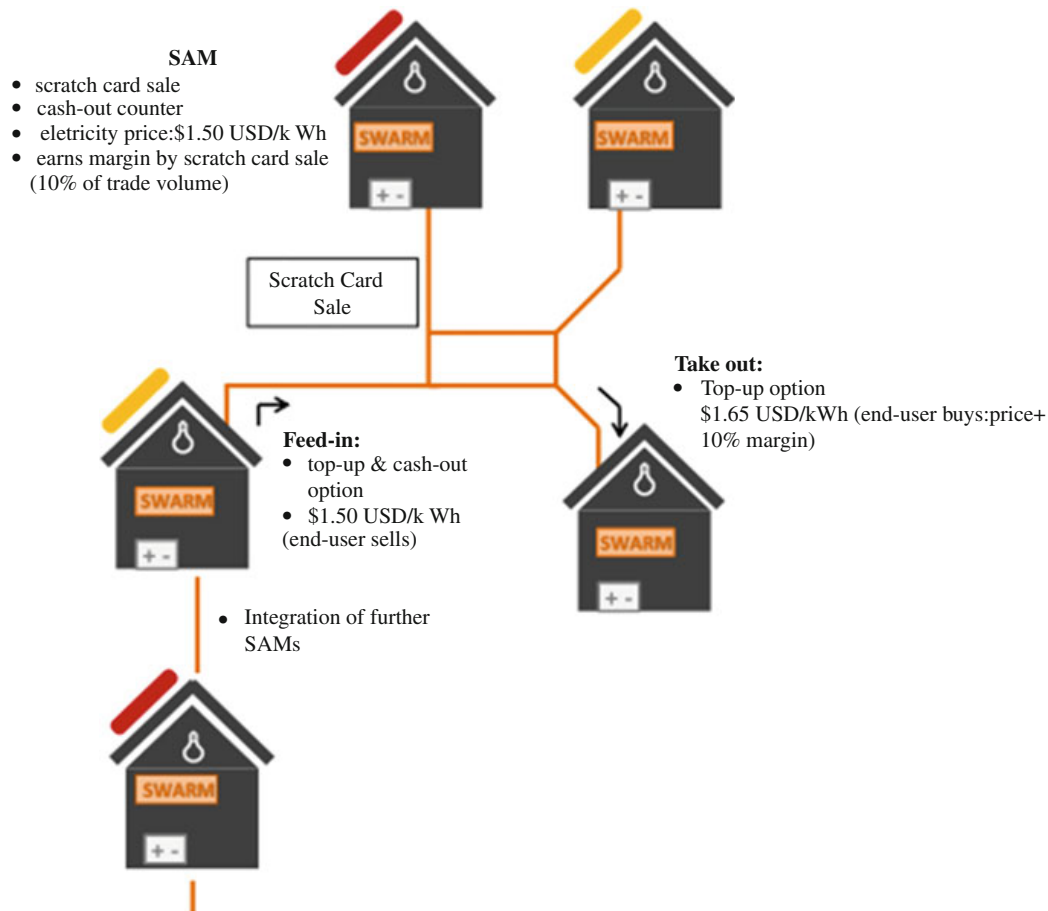 SAM
• scratch card sale
• cash-out counter
• eletricity price:$1.50 USD/k Wh
• earns margin by scratch card sale
(10% of trade volume)
SWARM
+ -
SWARM
+ -
Scratch Card
Sale
Take out:
• Top-up option
$1.65 USD/kWh (end-user buys:price+
10% margin)
SWARM
+ -
Feed-in:
• top-up & cash-out
option
• $1.50 USD/k Wh
(end-user sells)
SWARM
+ -
• Integration of further
SAMs
SWARM
+ -